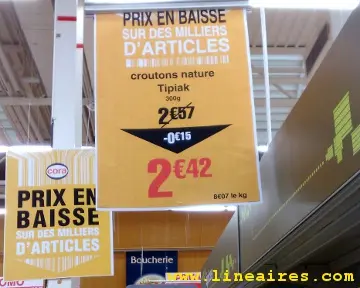 PRIX EN BAISSE
SUR DES MILLIERS
D'ARTICLES
croutons nature
Tipiak
300g
2€57
-0€15
2€42
8€07 le kg
cora
PRIX EN
BAISSE
SUR DES MILLIERS
D'ARTICLES
Boucherie
www.lineaires.com